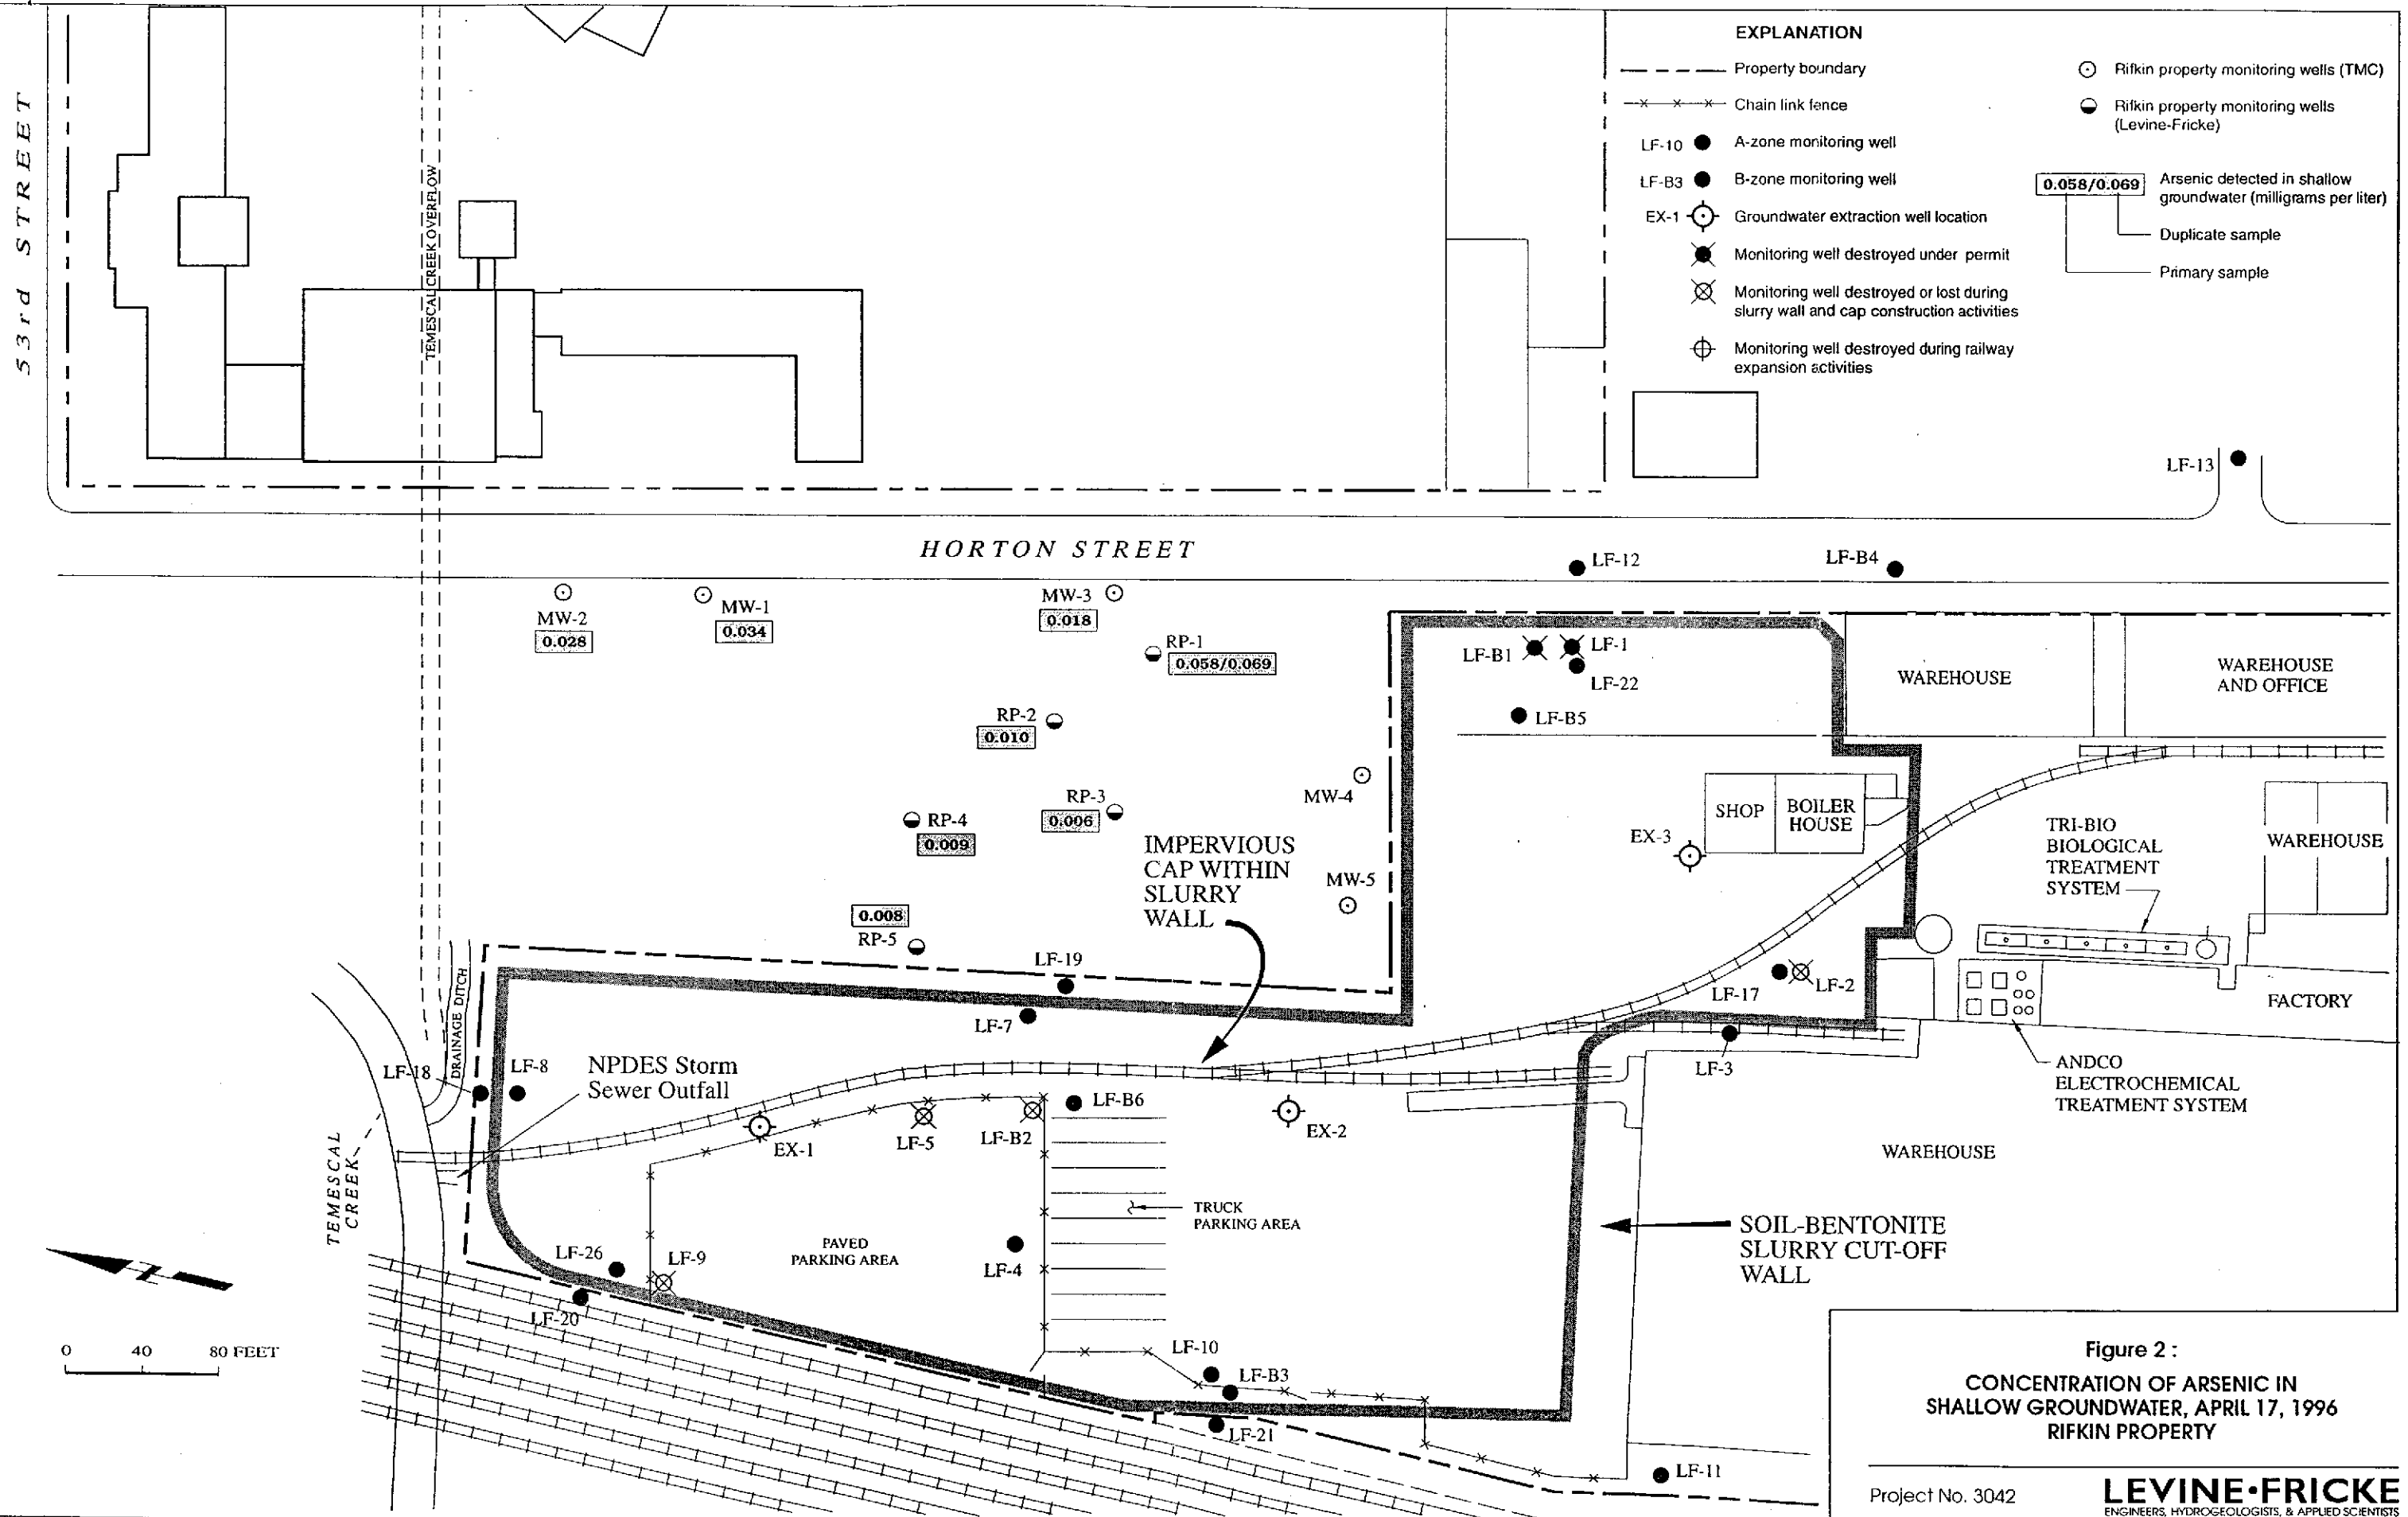 EXPLANATION
Property boundary
Chain link fence
LF-10 A-zone monitoring well
LF-B3 B-zone monitoring well
EX-1 Groundwater extraction well location
Monitoring well destroyed under permit
Monitoring well destroyed or lost during
slurry wall and cap construction activities
Monitoring well destroyed during railway
expansion activities
Rifkin property monitoring wells (TMC)
Rifkin property monitoring wells
(Levine-Fricke)
0.058/0.069
Arsenic detected in shallow
groundwater (milligrams per liter)
Duplicate sample
Primary sample
53rd STREET
TEMESCAL CREEK OVERFLOW
LF-13
HORTON STREET
LF-12
LF-B4
MW-2
0.028
MW-1
0.034
MW-3
0.018
RP-1
0.058/0.069
LF-B1
LF-1
LF-22
LF-B5
WAREHOUSE
WAREHOUSE
AND OFFICE
RP-2
0.010
MW-4
RP-3
0.006
RP-4
0.009
SHOP
BOILER
HOUSE
EX-3
TRI-BIO
BIOLOGICAL
TREATMENT
SYSTEM
WAREHOUSE
IMPERVIOUS
CAP WITHIN
SLURRY
WALL
MW-5
0.008
RP-5
LF-19
LF-7
LF-17
LF-2
FACTORY
DRAINAGE DITCH
LF-18
LF-8
NPDES Storm
Sewer Outfall
LF-3
ANDCO
ELECTROCHEMICAL
TREATMENT SYSTEM
EX-1
LF-5
LF-B2
LF-B6
EX-2
WAREHOUSE
TEMESCAL
CREEK
TRUCK
PARKING AREA
PAVED
PARKING AREA
SOIL-BENTONITE
SLURRY CUT-OFF
WALL
LF-26
LF-9
LF-4
LF-20
LF-10
LF-B3
LF-21
LF-11
0 40 80 FEET
Figure 2 :
CONCENTRATION OF ARSENIC IN
SHALLOW GROUNDWATER, APRIL 17, 1996
RIFKIN PROPERTY
Project No. 3042
LEVINE•FRICKE
ENGINEERS, HYDROGEOLOGISTS, & APPLIED SCIENTISTS